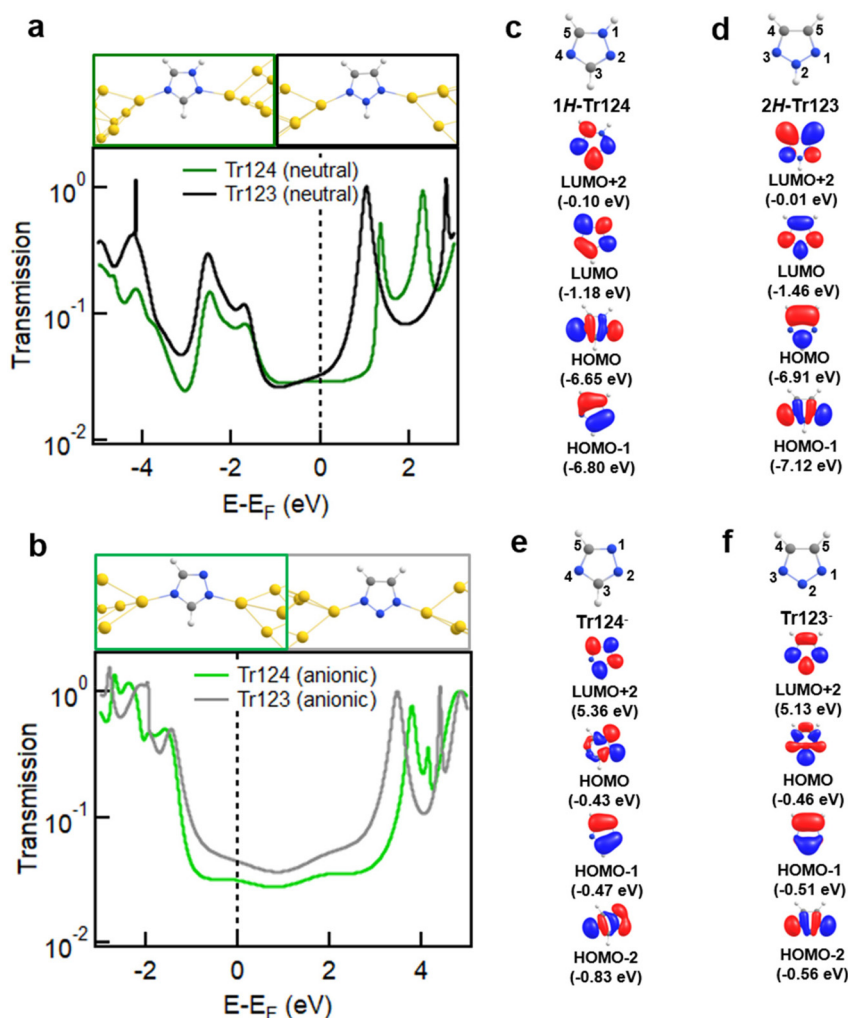 a
Tr124 (neutral)
Tr123 (neutral)
Transmission
10^0
10^-1
10^-2
-4
-2
0
2
E-E_F (eV)
b
Tr124 (anionic)
Tr123 (anionic)
Transmission
10^0
10^-1
10^-2
-2
0
2
4
E-E_F (eV)
c
5
1
4
2
3
1H-Tr124
LUMO+2
(-0.10 eV)
LUMO
(-1.18 eV)
HOMO
(-6.65 eV)
HOMO-1
(-6.80 eV)
d
4
5
3
1
2
2H-Tr123
LUMO+2
(-0.01 eV)
LUMO
(-1.46 eV)
HOMO
(-6.91 eV)
HOMO-1
(-7.12 eV)
e
5
1
4
2
3
Tr124-
LUMO+2
(5.36 eV)
HOMO
(-0.43 eV)
HOMO-1
(-0.47 eV)
HOMO-2
(-0.83 eV)
f
4
5
3
1
2
Tr123-
LUMO+2
(5.13 eV)
HOMO
(-0.46 eV)
HOMO-1
(-0.51 eV)
HOMO-2
(-0.56 eV)